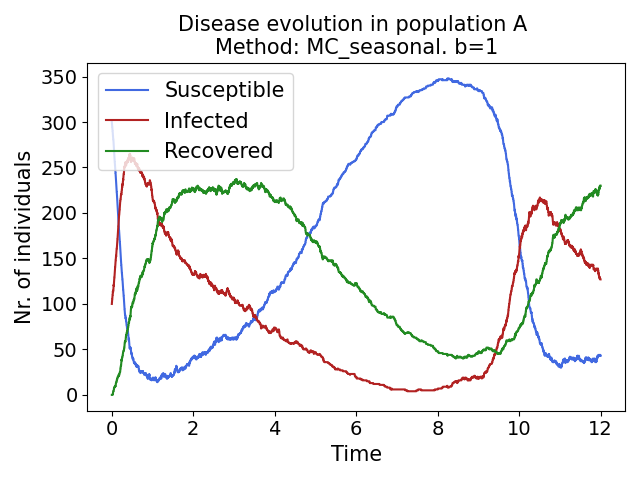 Disease evolution in population A
Method: MC_seasonal. b=1
Susceptible
Infected
Recovered
Nr. of individuals
350
300
250
200
150
100
50
0
0 2 4 6 8 10 12
Time